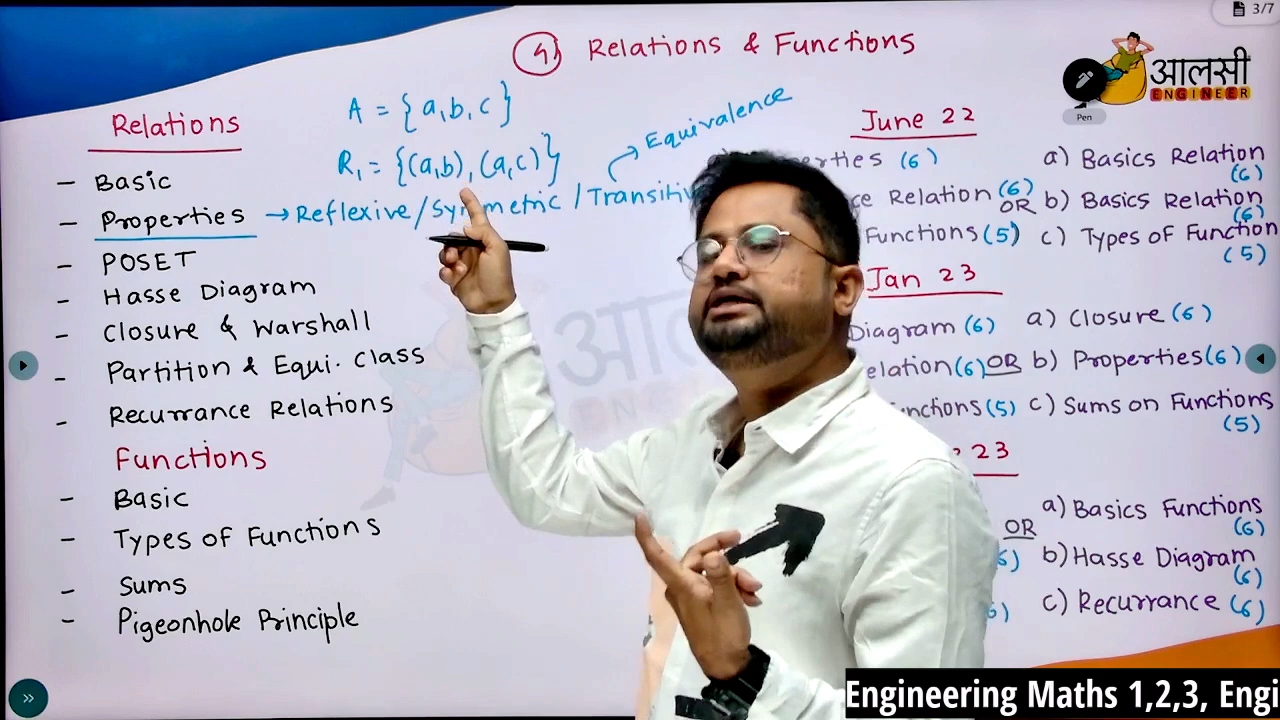 3/7
4) Relations & Functions
आलसी
ENGINEER
Pen
Relations
- Basic
- Properties → Reflexive / Symmetric / Transitiv
- POSET
- Hasse Diagram
- Closure & Warshall
- Partition & Equi. Class
- Recurrance Relations
Functions
- Basic
- Types of Functions
- Sums
- Pigeonhole Principle
A = {a,b,c}
R₁ = {(a,b),(a,c)}
Equivalence
June 22
(6)
a) Basics Relation (6)
Relation (6)
OR b) Basics Relation (6)
Functions (5)
c) Types of Function (5)
Jan 23
Diagram (6)
a) Closure (6)
(6) OR b) Properties (6)
(5) c) Sums on Functions (5)
23
a) Basics Functions (6)
OR
b) Hasse Diagram (6)
c) Recurrance (6)
आल
Engineering Maths 1,2,3, Engi